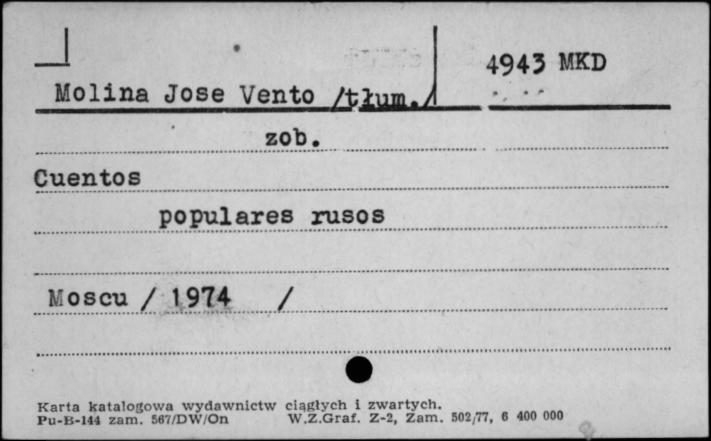 4943 MKD
Molina Jose Vento /tłum./
zob.
Cuentos
populares rusos
Moscu / 1974 /
Karta katalogowa wydawnictw ciągłych i zwartych.
Pu-B-144 zam. 567/DW/On W.Z.Graf. Z-2, Zam. 502/77, 6 400 000